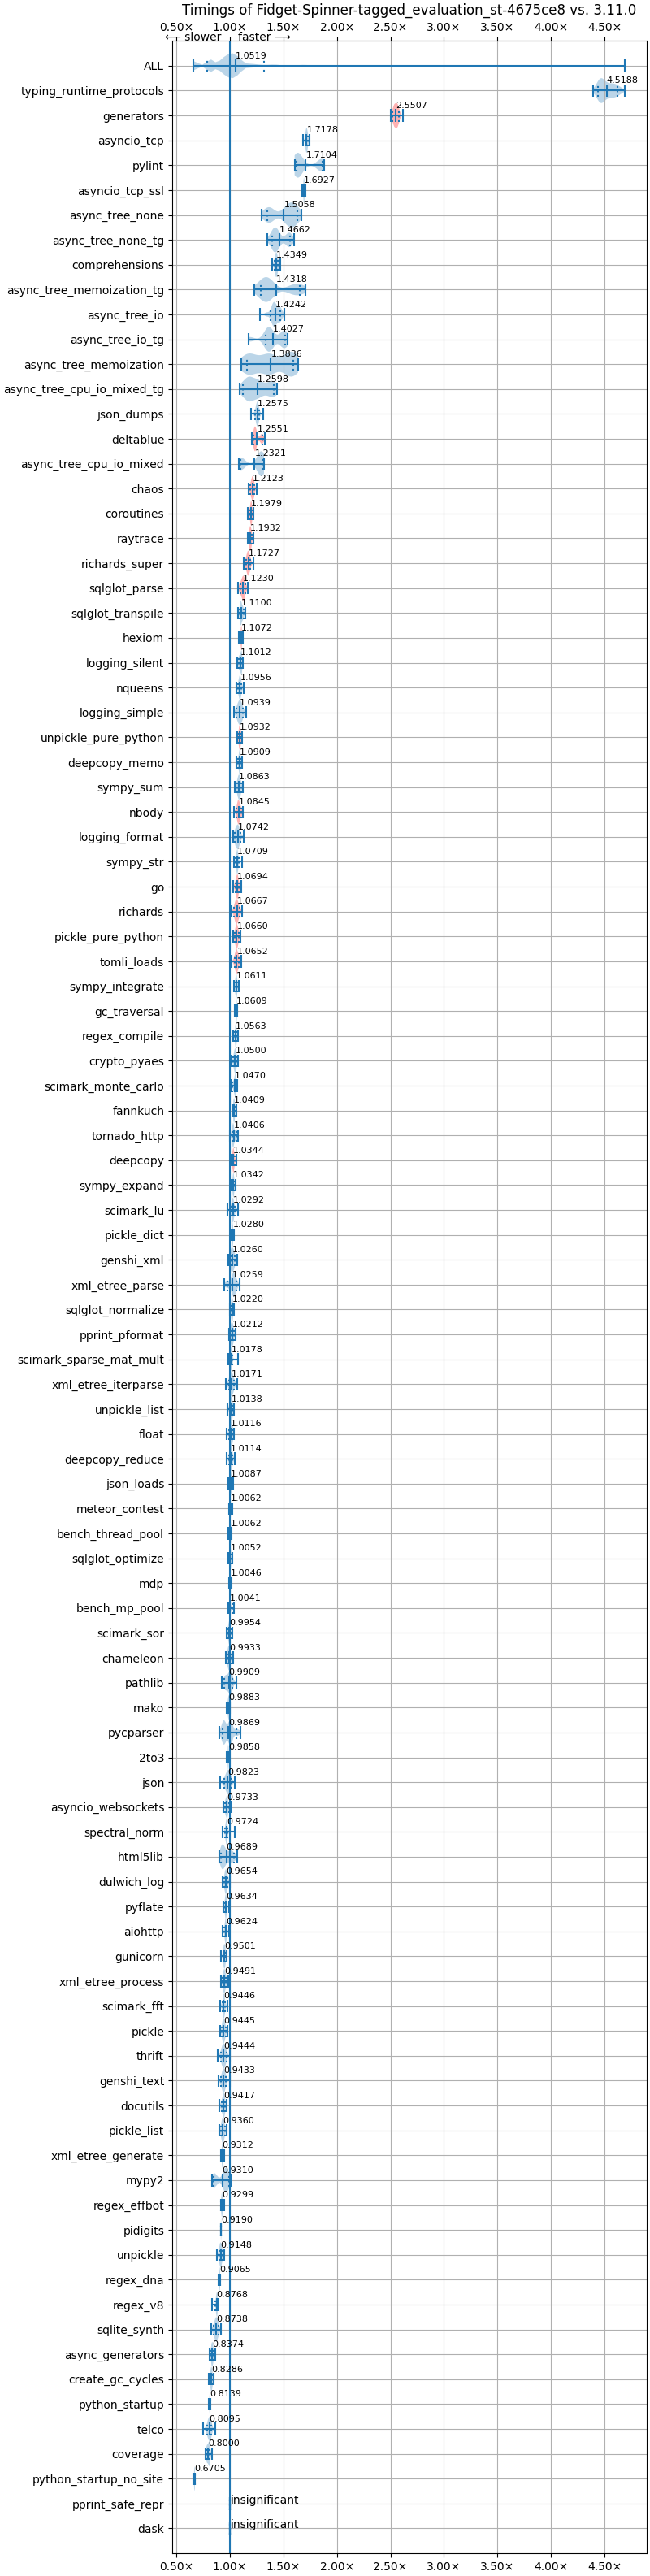 Timings of Fidget-Spinner-tagged_evaluation_st-4675ce8 vs. 3.11.0
0.50× 1.00× 1.50× 2.00× 2.50× 3.00× 3.50× 4.00× 4.50×
⟵ slower faster ⟶
ALL 1.0519
typing_runtime_protocols 4.5188
generators 2.5507
asyncio_tcp 1.7178
pylint 1.7104
asyncio_tcp_ssl 1.6927
async_tree_none 1.5058
async_tree_none_tg 1.4662
comprehensions 1.4349
async_tree_memoization_tg 1.4318
async_tree_io 1.4242
async_tree_io_tg 1.4027
async_tree_memoization 1.3836
async_tree_cpu_io_mixed_tg 1.2598
json_dumps 1.2575
deltablue 1.2551
async_tree_cpu_io_mixed 1.2321
chaos 1.2123
coroutines 1.1979
raytrace 1.1932
richards_super 1.1727
sqlglot_parse 1.1230
sqlglot_transpile 1.1100
hexiom 1.1072
logging_silent 1.1012
nqueens 1.0956
logging_simple 1.0939
unpickle_pure_python 1.0932
deepcopy_memo 1.0909
sympy_sum 1.0863
nbody 1.0845
logging_format 1.0742
sympy_str 1.0709
go 1.0694
richards 1.0667
pickle_pure_python 1.0660
tomli_loads 1.0652
sympy_integrate 1.0611
gc_traversal 1.0609
regex_compile 1.0563
crypto_pyaes 1.0500
scimark_monte_carlo 1.0470
fannkuch 1.0409
tornado_http 1.0406
deepcopy 1.0344
sympy_expand 1.0342
scimark_lu 1.0292
pickle_dict 1.0280
genshi_xml 1.0260
xml_etree_parse 1.0259
sqlglot_normalize 1.0220
pprint_pformat 1.0212
scimark_sparse_mat_mult 1.0178
xml_etree_iterparse 1.0171
unpickle_list 1.0138
float 1.0116
deepcopy_reduce 1.0114
json_loads 1.0087
meteor_contest 1.0062
bench_thread_pool 1.0062
sqlglot_optimize 1.0052
mdp 1.0046
bench_mp_pool 1.0041
scimark_sor 0.9954
chameleon 0.9933
pathlib 0.9909
mako 0.9883
pycparser 0.9869
2to3 0.9858
json 0.9823
asyncio_websockets 0.9733
spectral_norm 0.9724
html5lib 0.9689
dulwich_log 0.9654
pyflate 0.9634
aiohttp 0.9624
gunicorn 0.9501
xml_etree_process 0.9491
scimark_fft 0.9446
pickle 0.9445
thrift 0.9444
genshi_text 0.9433
docutils 0.9417
pickle_list 0.9360
xml_etree_generate 0.9312
mypy2 0.9310
regex_effbot 0.9299
pidigits 0.9190
unpickle 0.9148
regex_dna 0.9065
regex_v8 0.8768
sqlite_synth 0.8738
async_generators 0.8374
create_gc_cycles 0.8286
python_startup 0.8139
telco 0.8095
coverage 0.8000
python_startup_no_site 0.6705
pprint_safe_repr insignificant
dask insignificant
0.50× 1.00× 1.50× 2.00× 2.50× 3.00× 3.50× 4.00× 4.50×